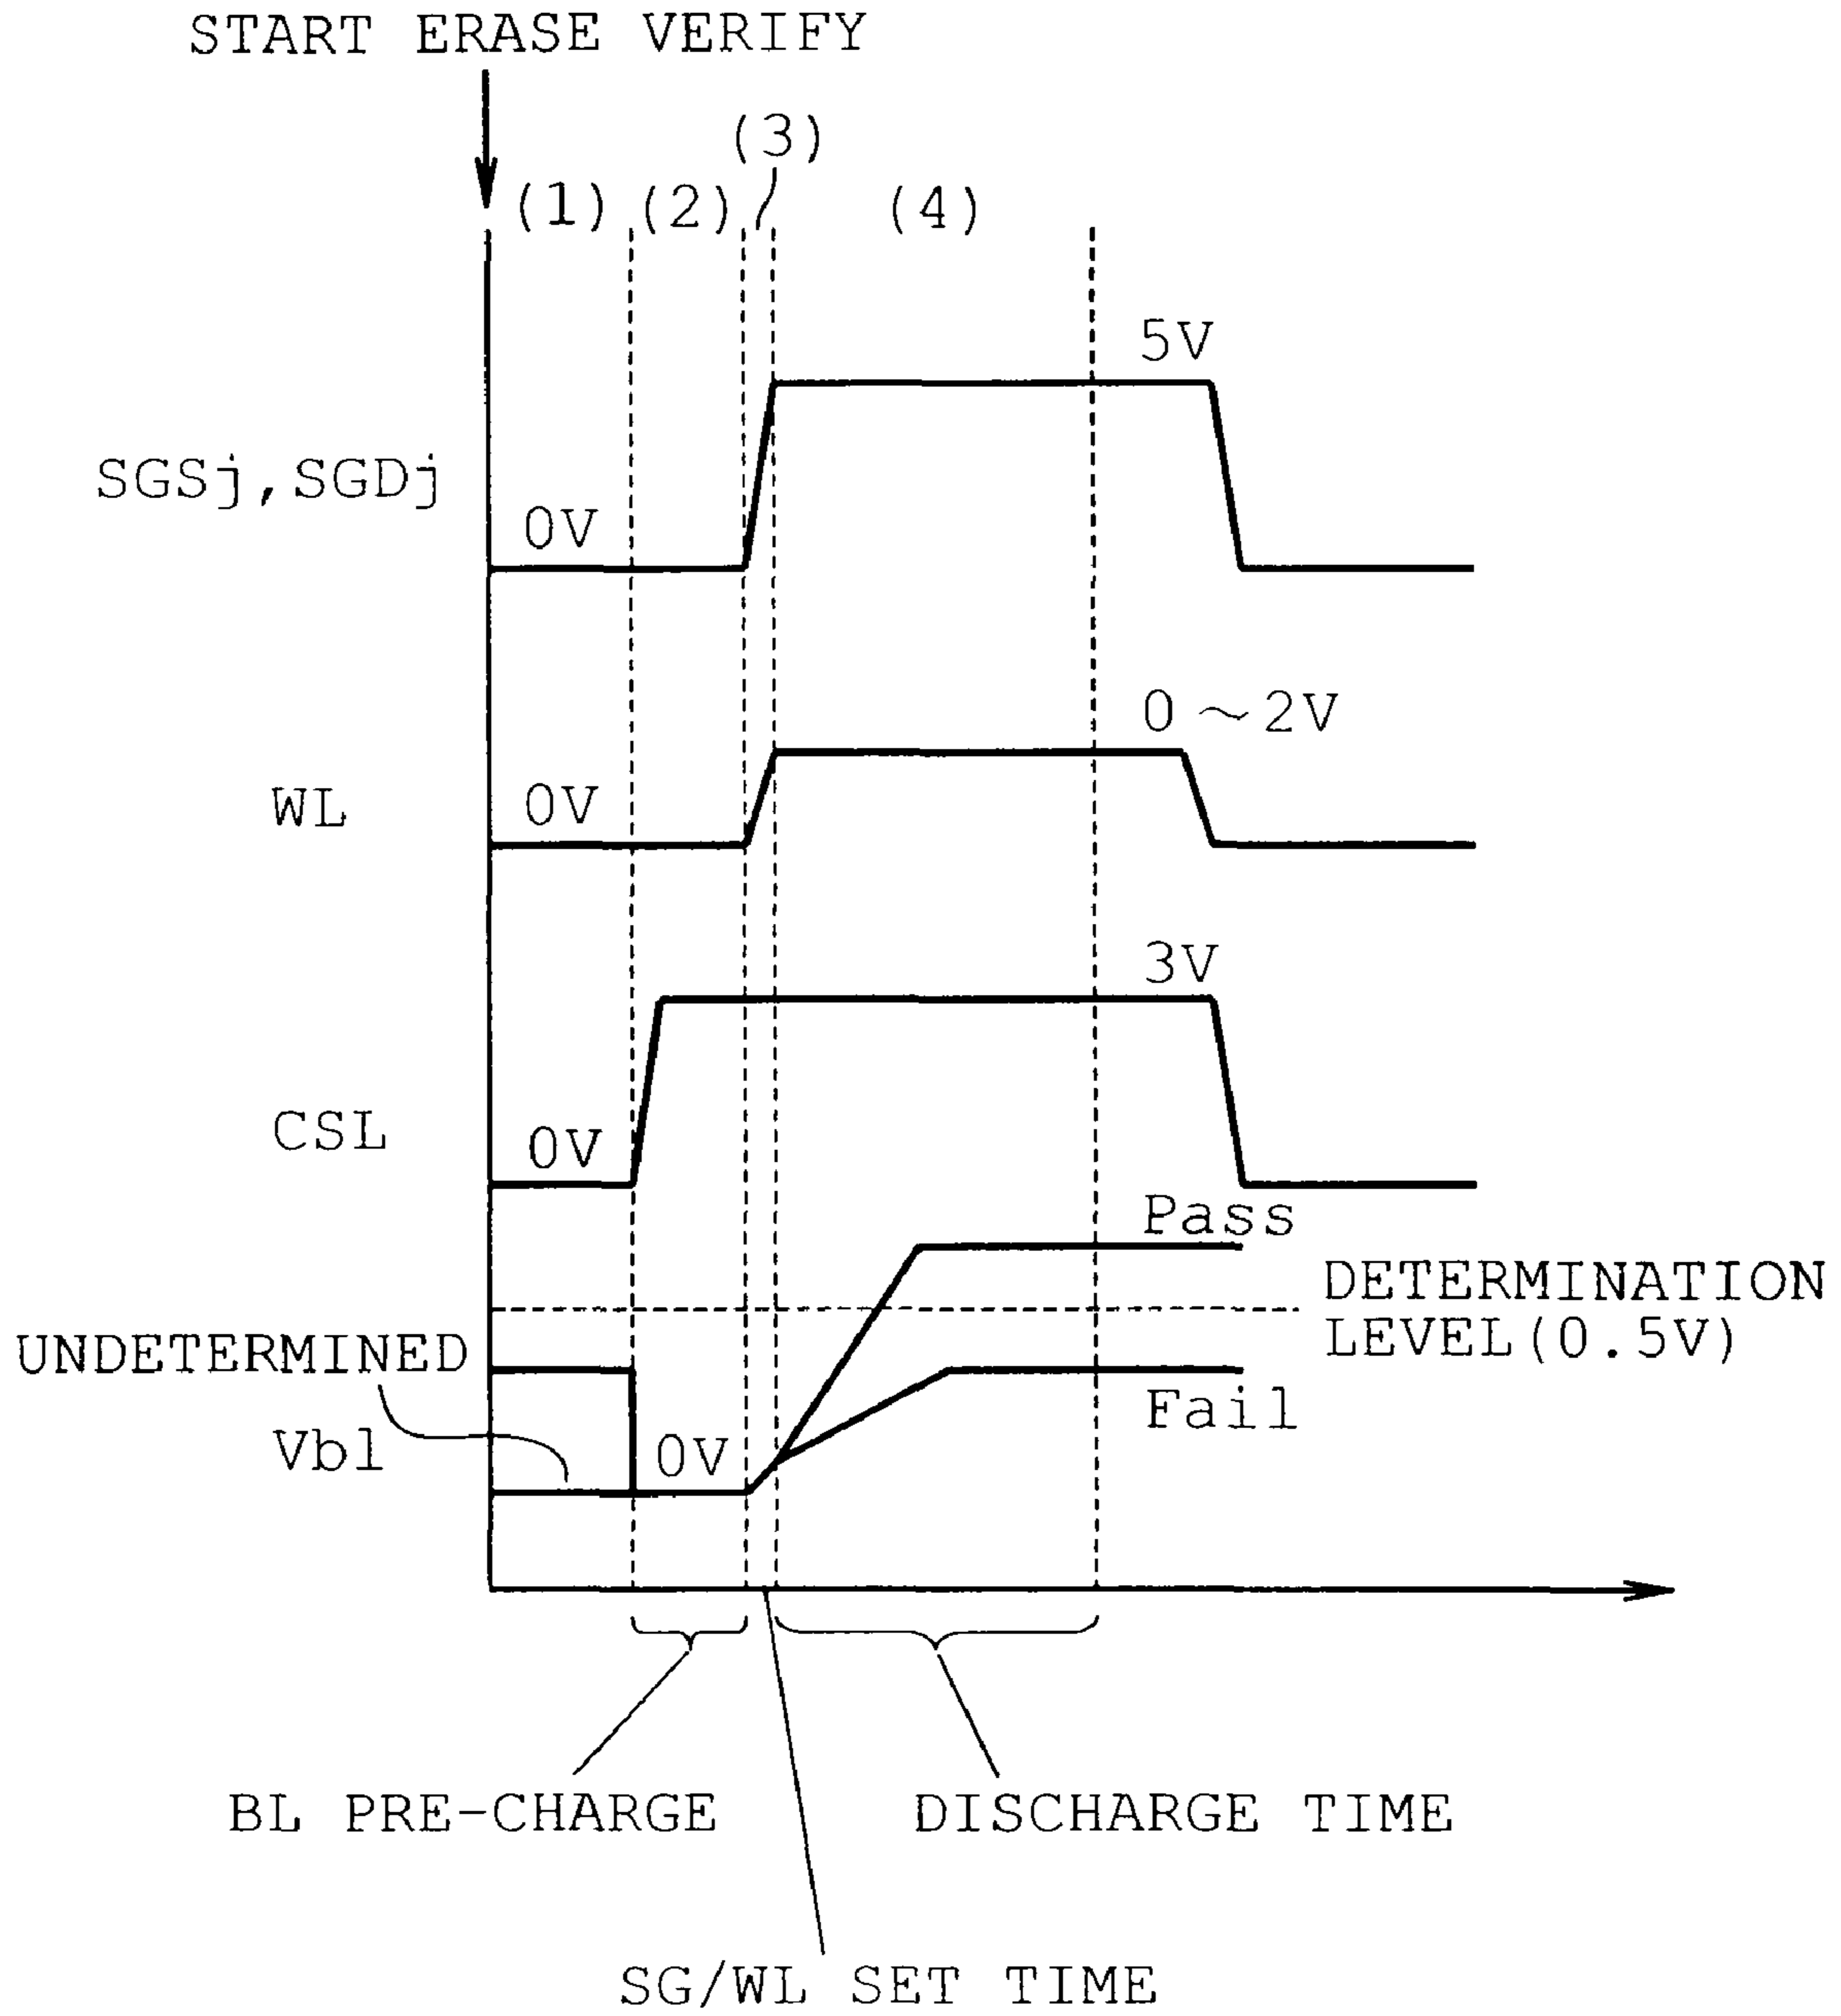 START ERASE VERIFY
(3)
(1) (2) (4)
5V
SGSj,SGDj
0V
0~2V
WL
0V
3V
CSL
0V
Pass
DETERMINATION
LEVEL(0.5V)
UNDETERMINED
Fail
Vbl
0V
BL PRE-CHARGE
DISCHARGE TIME
SG/WL SET TIME